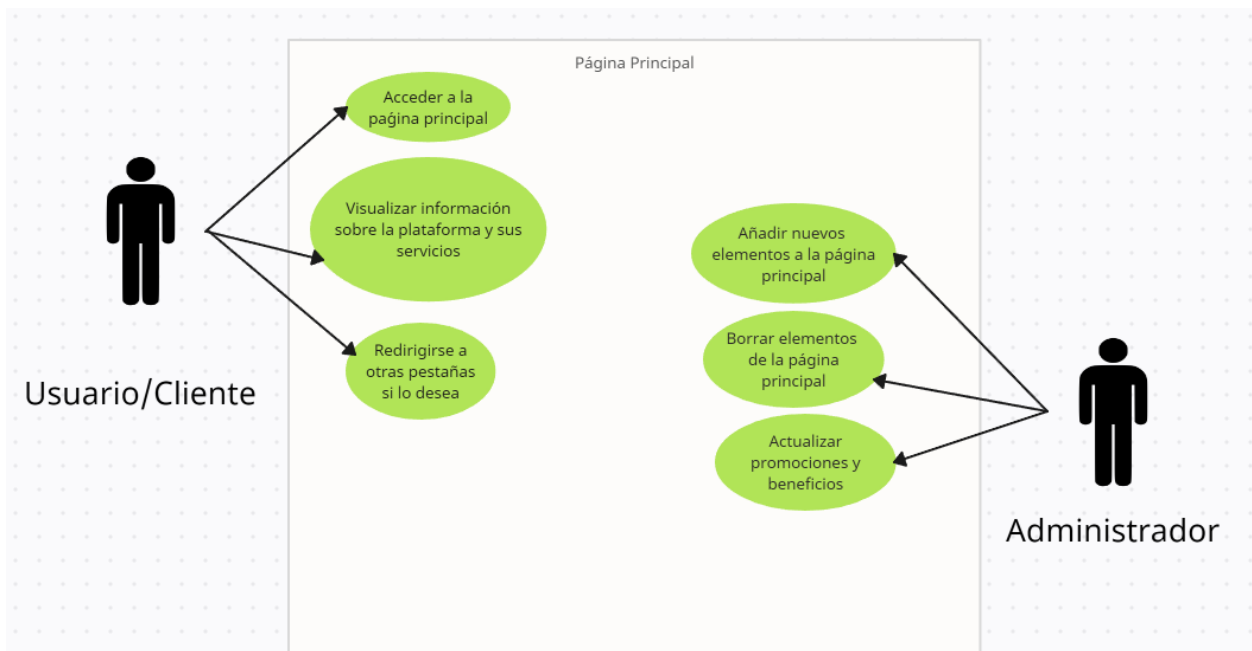 Página Principal
Acceder a la
paǵina principal
Visualizar información
sobre la plataforma y sus
servicios
Redirigirse a
otras pestañas
si lo desea
Usuario/Cliente
Añadir nuevos
elementos a la página
principal
Borrar elementos
de la página
principal
Actualizar
promociones y
beneficios
Administrador